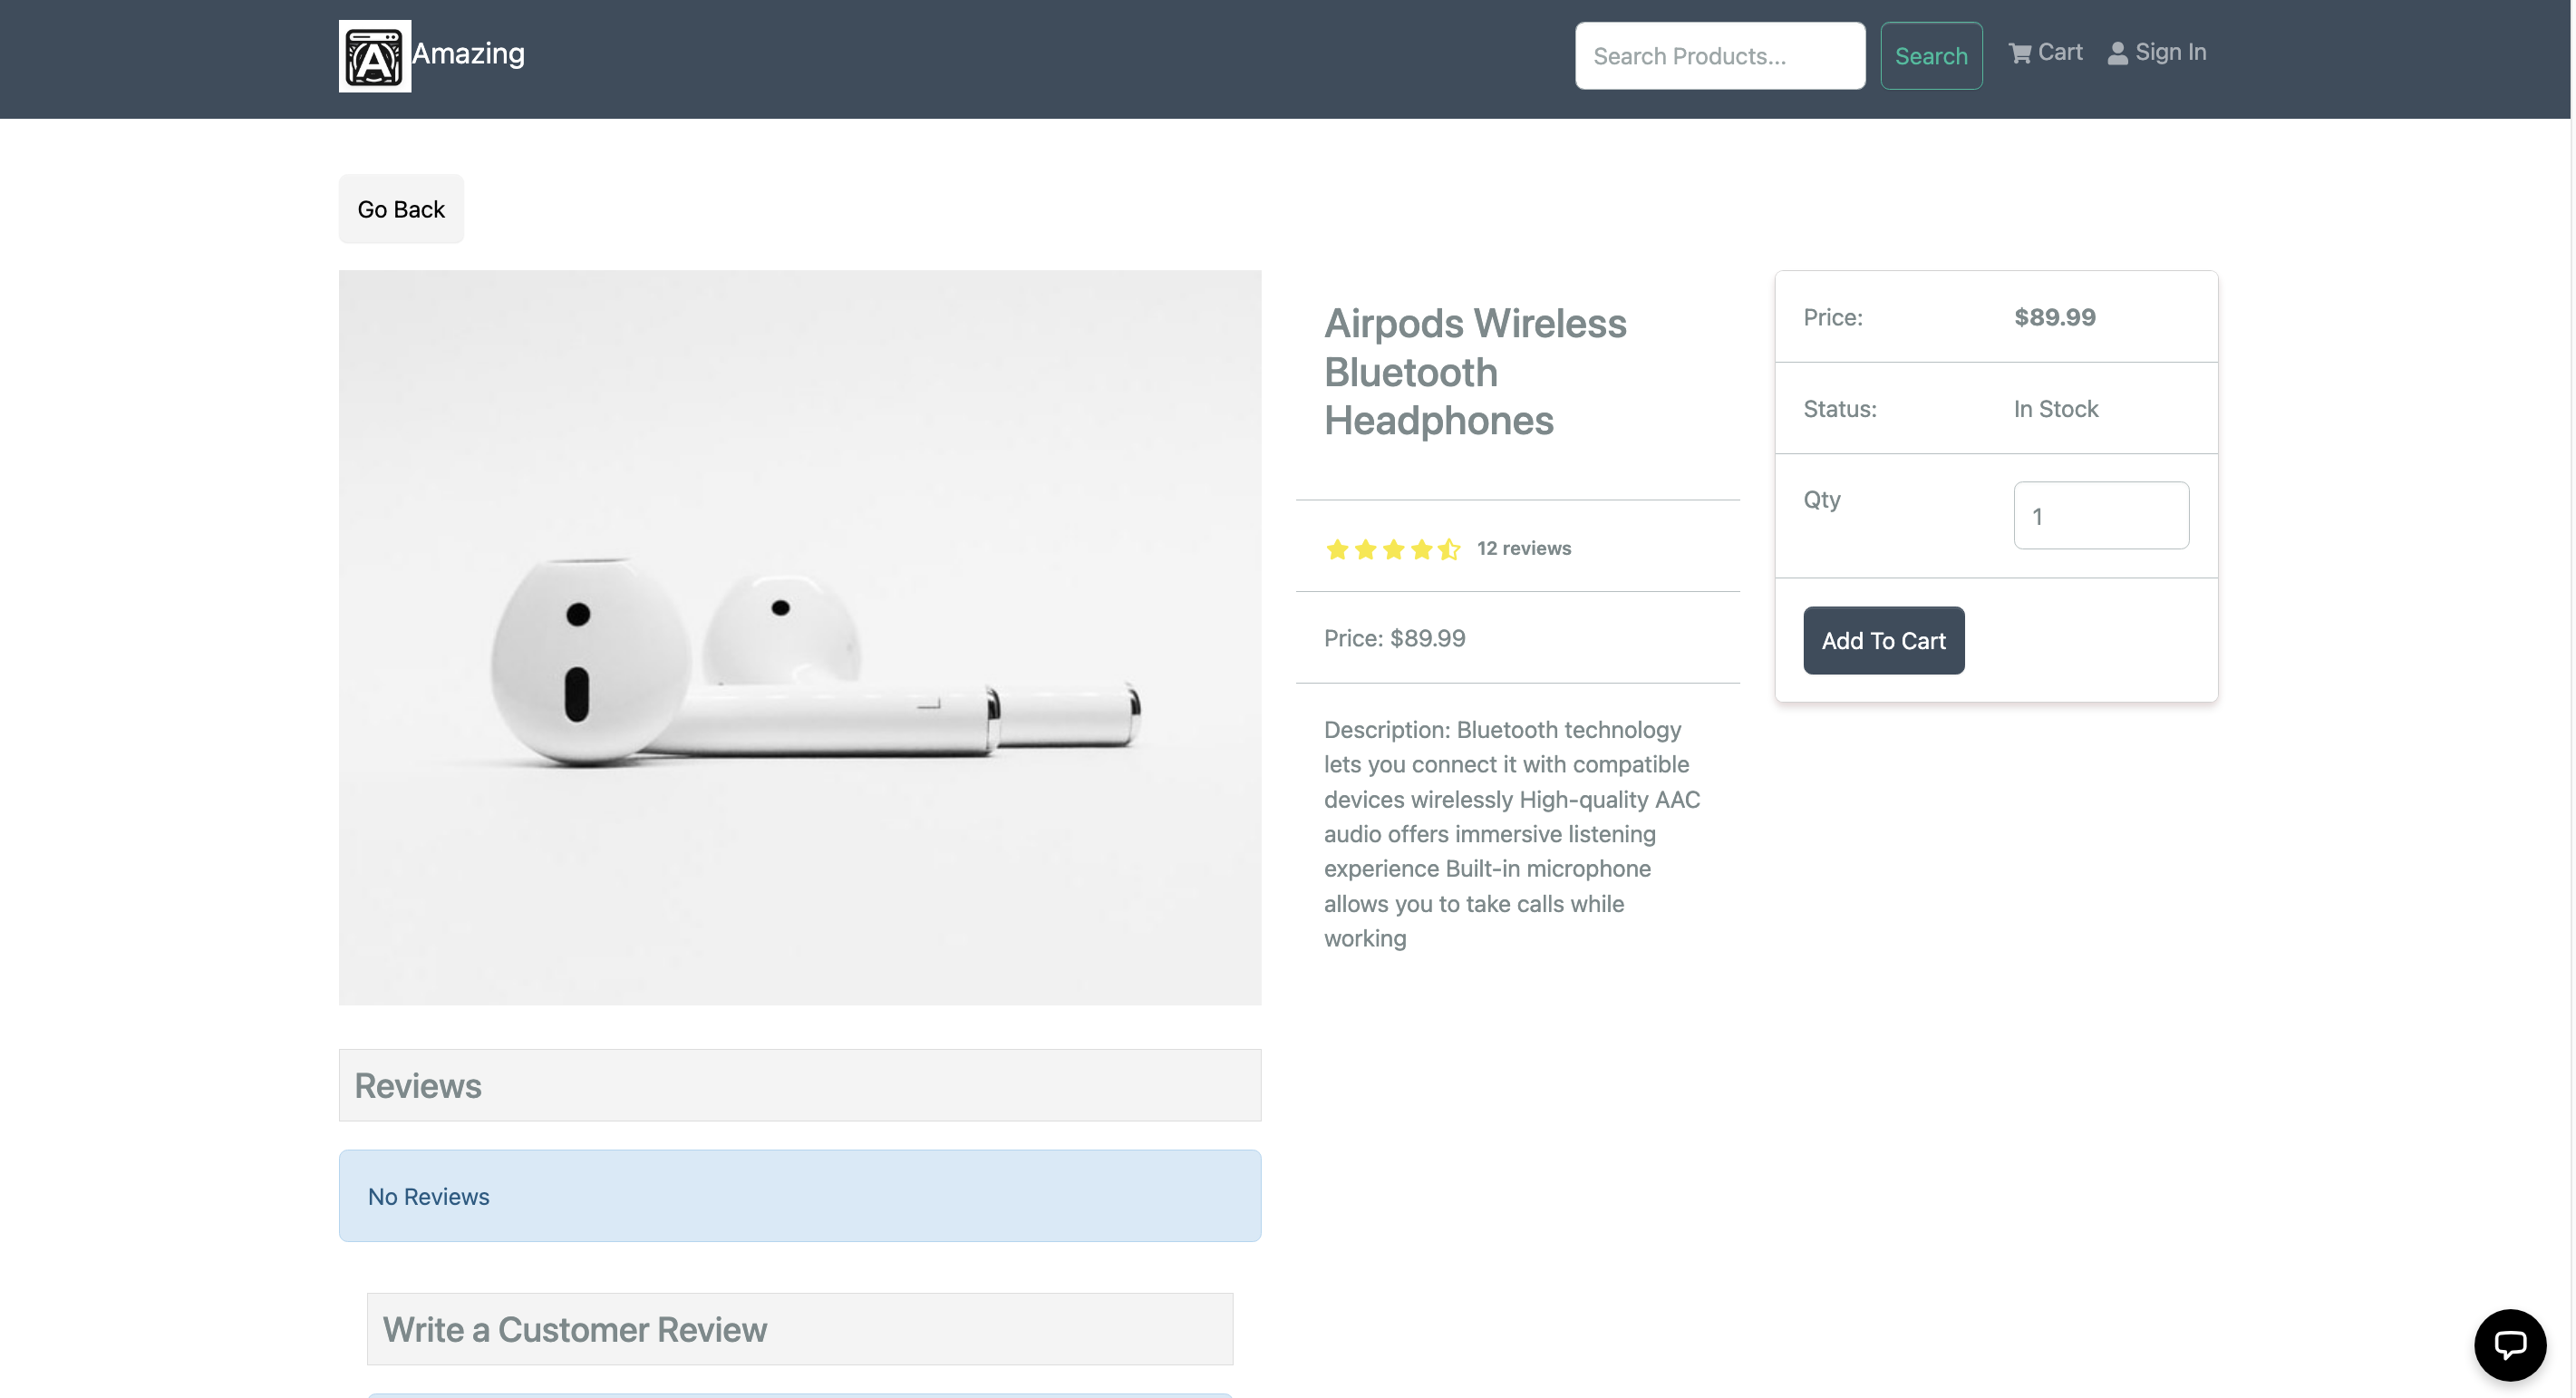 A
Amazing
Search Products...
Search
Cart
Sign In
Go Back
Airpods Wireless
Bluetooth
Headphones
12 reviews
Price: $89.99
Description: Bluetooth technology
lets you connect it with compatible
devices wirelessly High-quality AAC
audio offers immersive listening
experience Built-in microphone
allows you to take calls while
working
Price: $89.99
Status: In Stock
Qty 1
Add To Cart
Reviews
No Reviews
Write a Customer Review